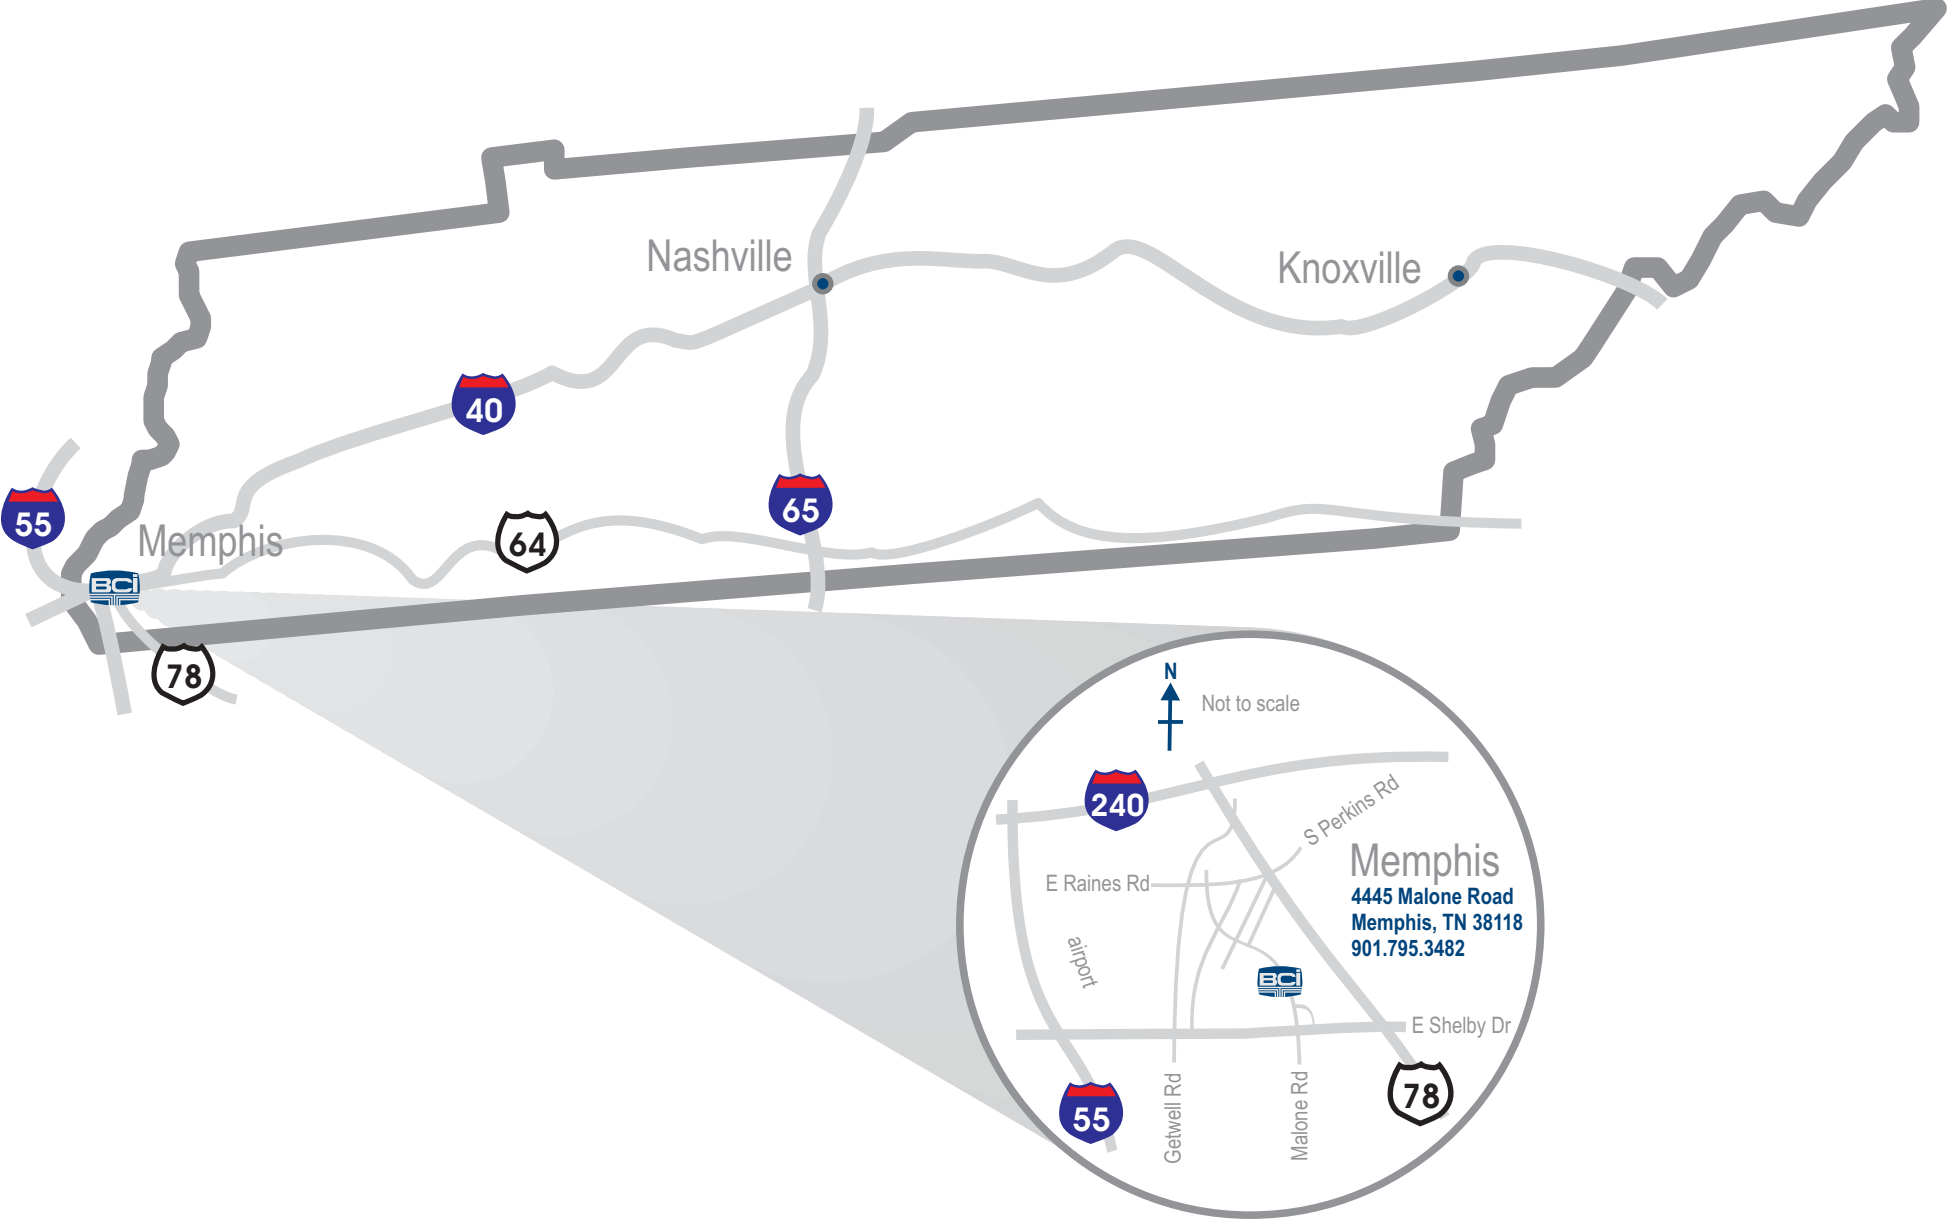 Nashville
Knoxville
40
55
65
Memphis
64
BCi
78
N
Not to scale
240
S Perkins Rd
Memphis
E Raines Rd
4445 Malone Road
Memphis, TN 38118
901.795.3482
airport
BCi
E Shelby Dr
78
55
Getwell Rd
Malone Rd